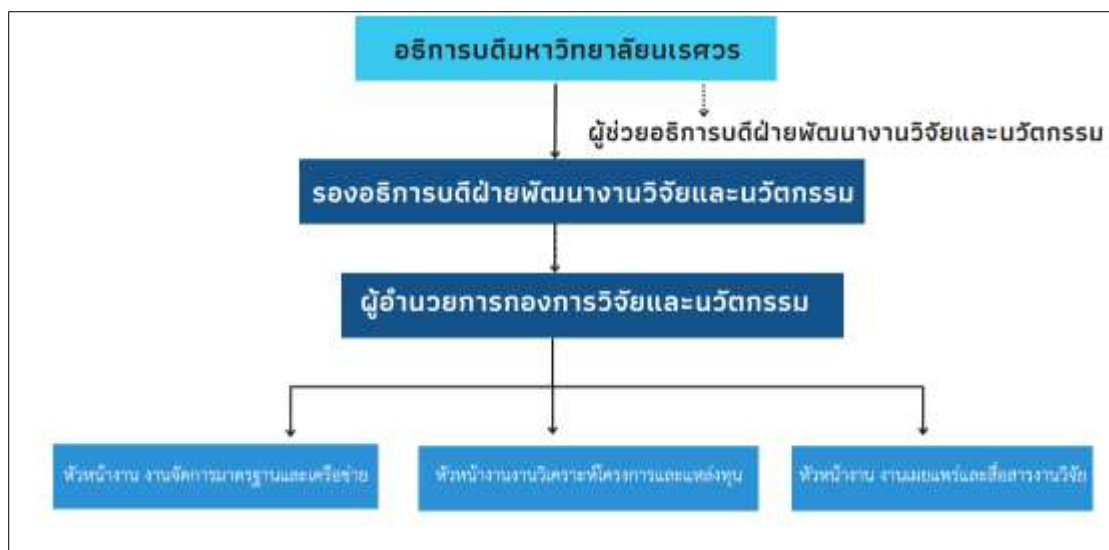 อธิการบดีมหาวิทยาลัยนเรศวร
ผู้ช่วยอธิการบดีฝ่ายพัฒนางานวิจัยและนวัตกรรม
รองอธิการบดีฝ่ายพัฒนางานวิจัยและนวัตกรรม
ผู้อำนวยการกองการวิจัยและนวัตกรรม
หัวหน้างาน งานจัดการมาตรฐานและเครือข่าย
หัวหน้างานงานวิเคราะห์โครงการและแหล่งทุน
หัวหน้างาน งานเผยแพร่และสื่อสารงานวิจัย